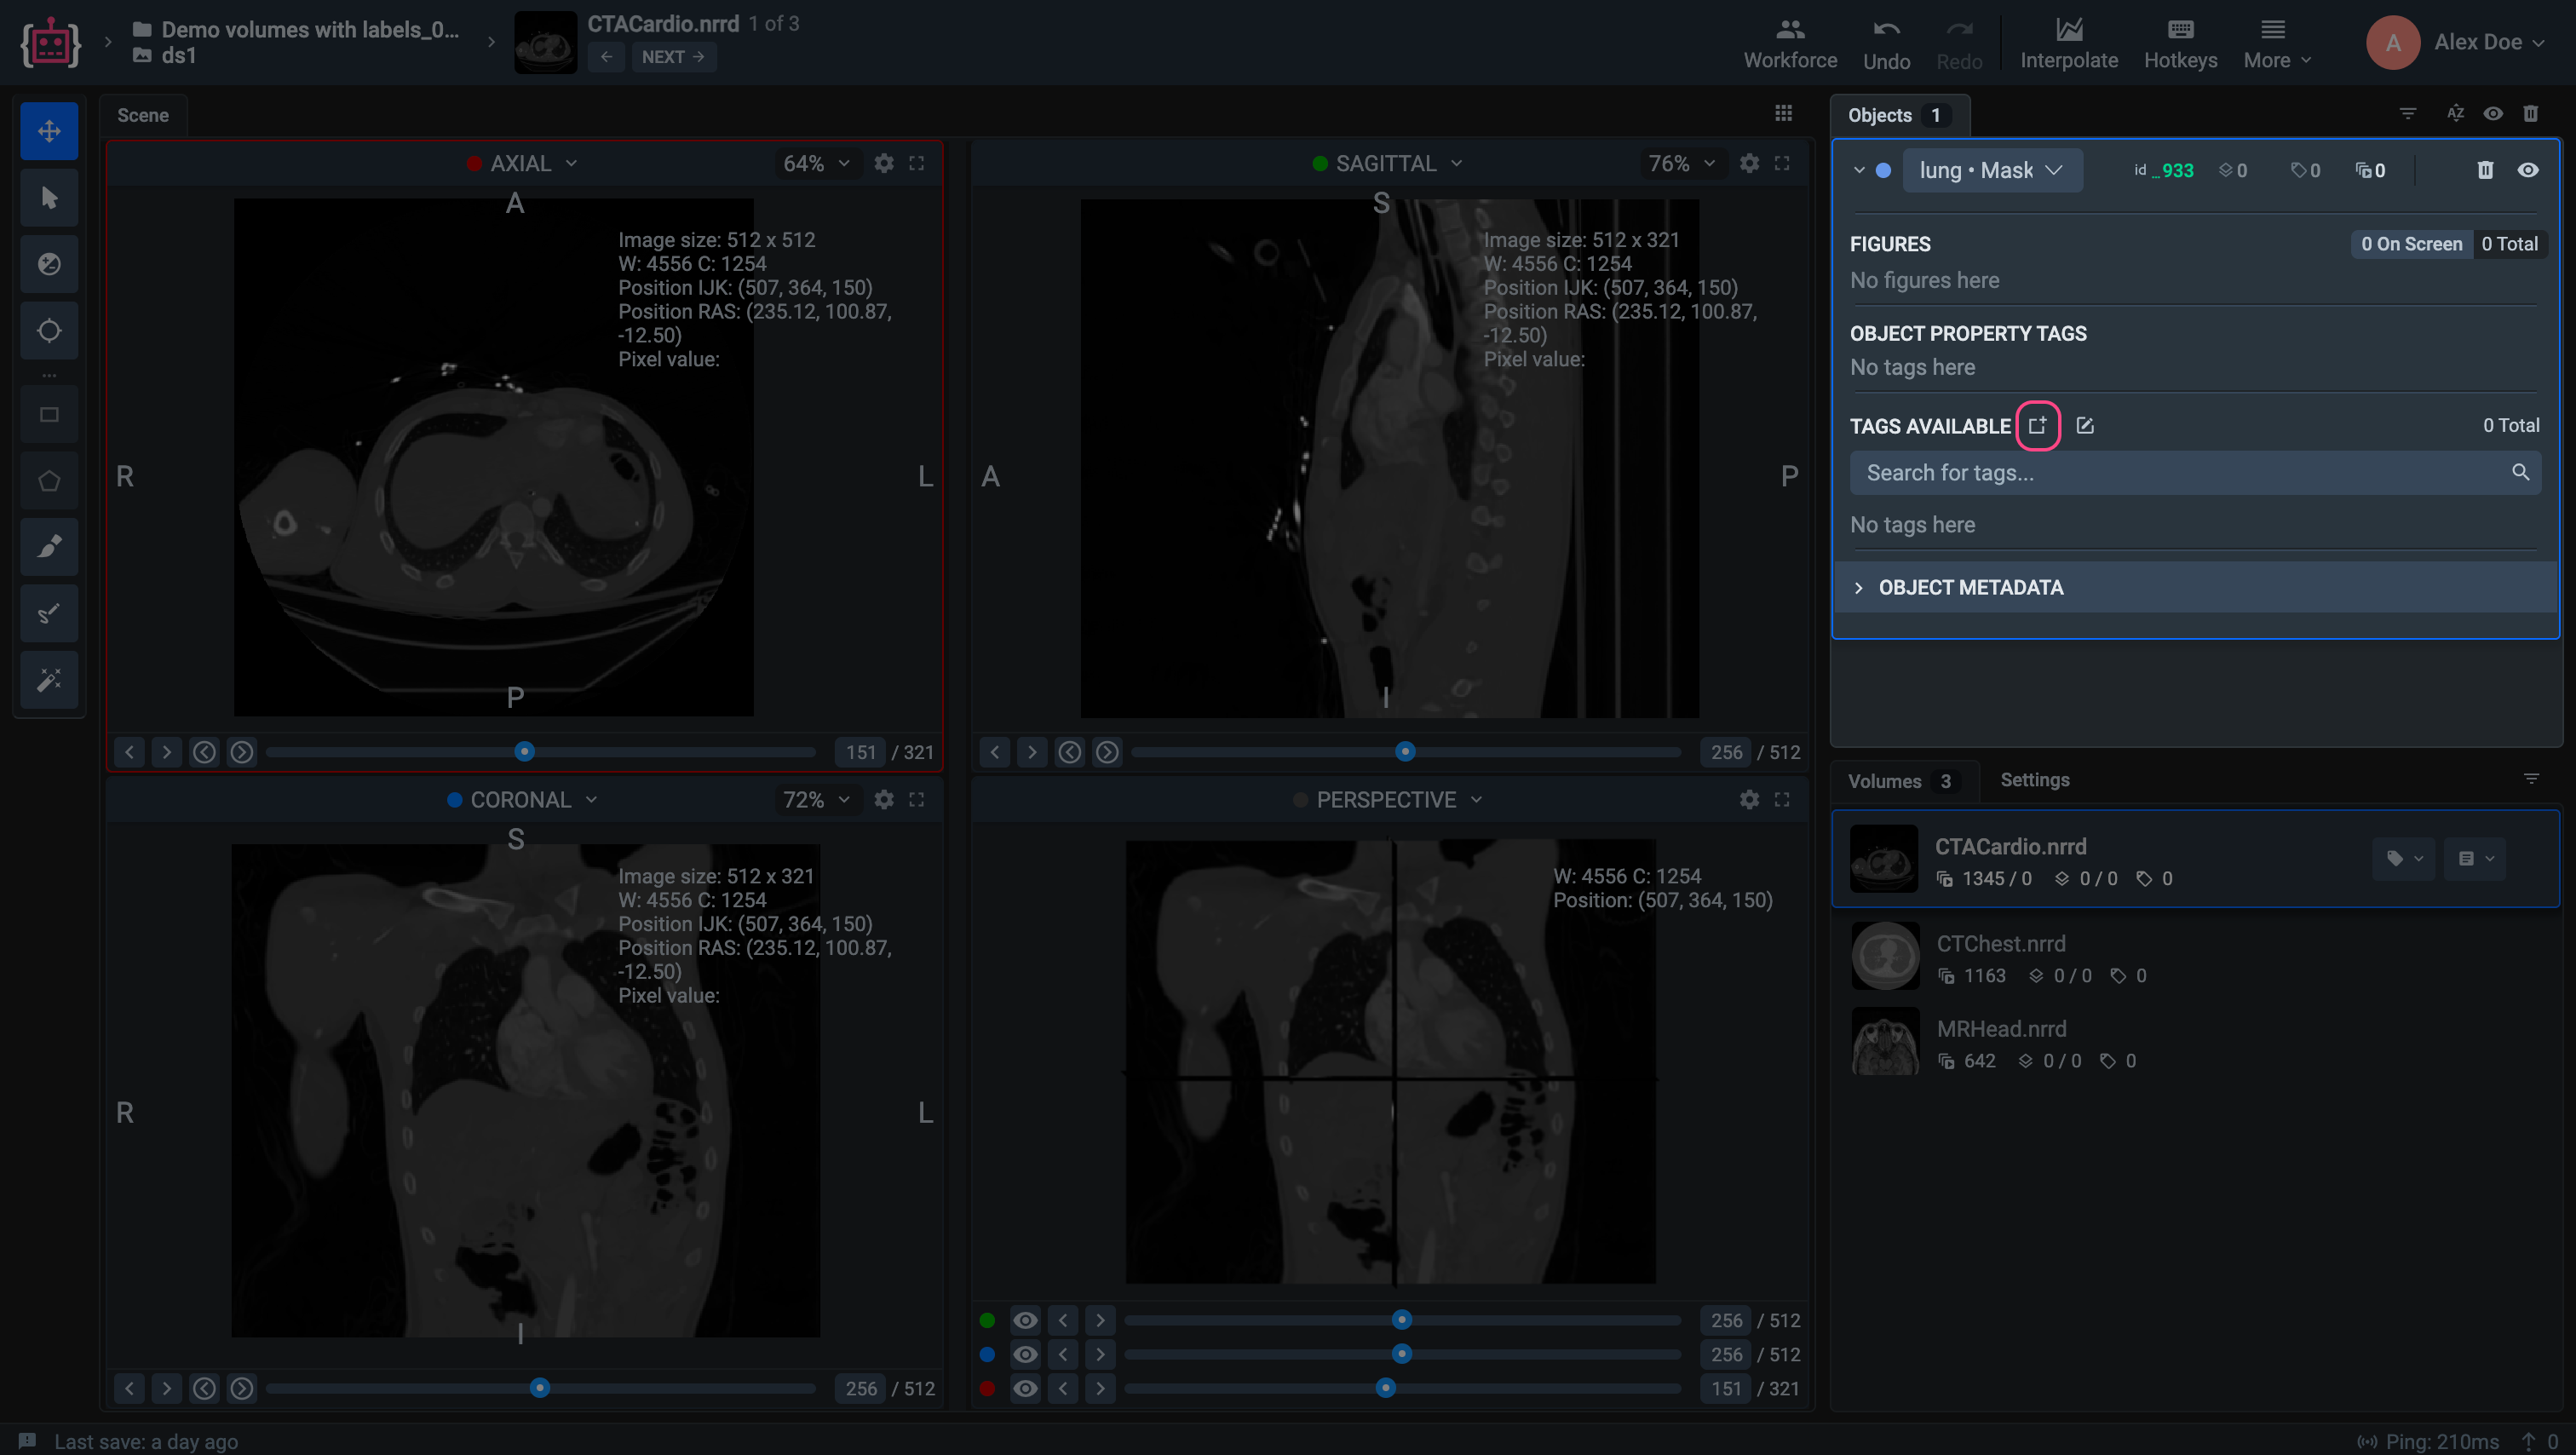 Demo volumes with labels_0...
ds1
CTACardio.nrrd 1 of 3
NEXT
Workforce
Undo
Redo
Interpolate
Hotkeys
More
A
Alex Doe
Scene
AXIAL
64%
A
Image size: 512 x 512
W: 4556 C: 1254
Position IJK: (507, 364, 150)
Position RAS: (235.12, 100.87,
-12.50)
Pixel value:
R
L
P
151 / 321
SAGITTAL
76%
S
Image size: 512 x 321
W: 4556 C: 1254
Position IJK: (507, 364, 150)
Position RAS: (235.12, 100.87,
-12.50)
Pixel value:
A
P
I
256 / 512
CORONAL
72%
S
Image size: 512 x 321
W: 4556 C: 1254
Position IJK: (507, 364, 150)
Position RAS: (235.12, 100.87,
-12.50)
Pixel value:
R
L
I
256 / 512
PERSPECTIVE
W: 4556 C: 1254
Position: (507, 364, 150)
256 / 512
256 / 512
151 / 321
Objects 1
AZ
lung • Mask
id _933
0
0
0
FIGURES
0 On Screen
0 Total
No figures here
OBJECT PROPERTY TAGS
No tags here
TAGS AVAILABLE
0 Total
Search for tags...
No tags here
OBJECT METADATA
Volumes 3
Settings
CTACardio.nrrd
1345 / 0
0 / 0
0
CTChest.nrrd
1163
0 / 0
0
MRHead.nrrd
642
0 / 0
0
Last save: a day ago
Ping: 210ms
0